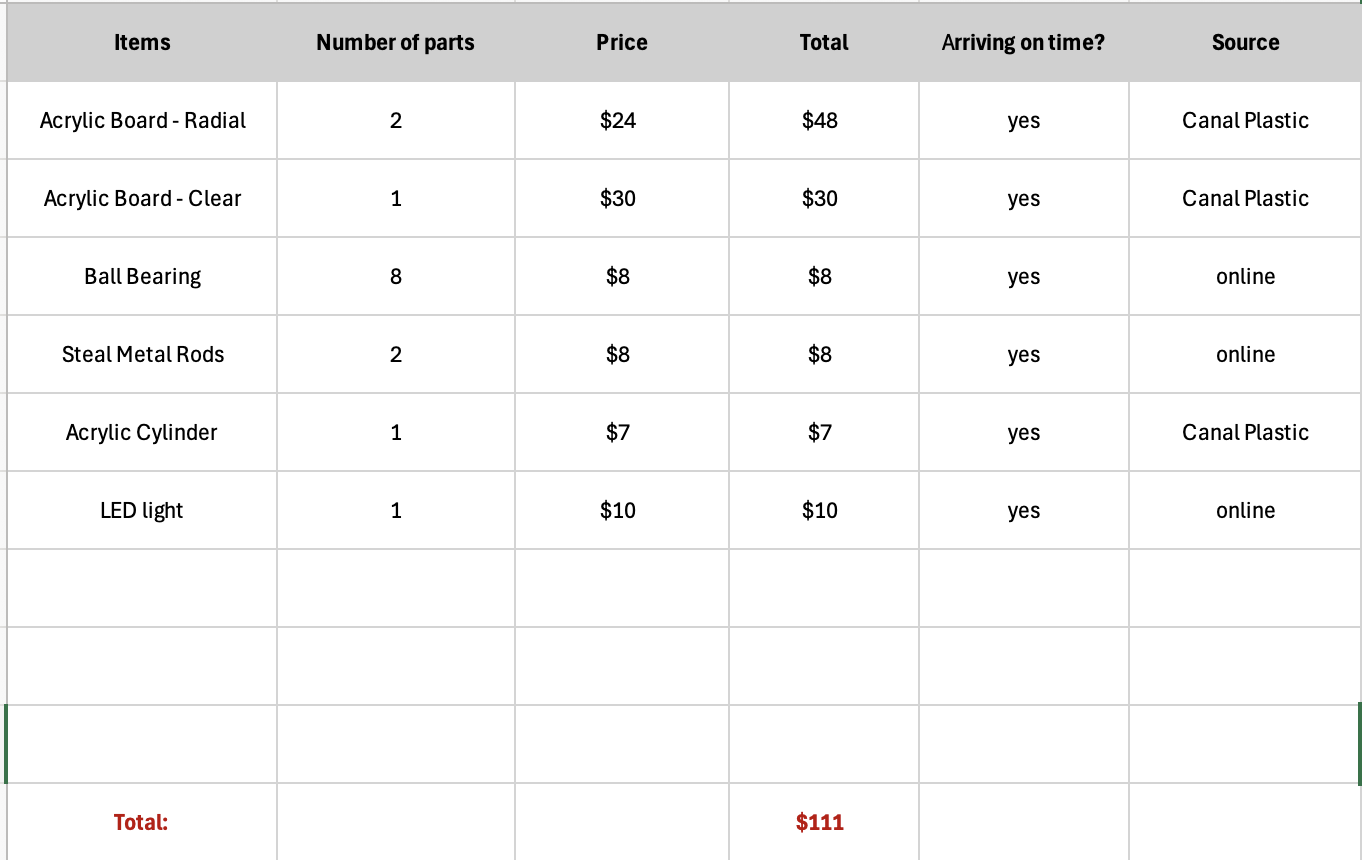 Items Number of parts Price Total Arriving on time? Source
Acrylic Board - Radial 2 $24 $48 yes Canal Plastic
Acrylic Board - Clear 1 $30 $30 yes Canal Plastic
Ball Bearing 8 $8 $8 yes online
Steal Metal Rods 2 $8 $8 yes online
Acrylic Cylinder 1 $7 $7 yes Canal Plastic
LED light 1 $10 $10 yes online
Total: $111